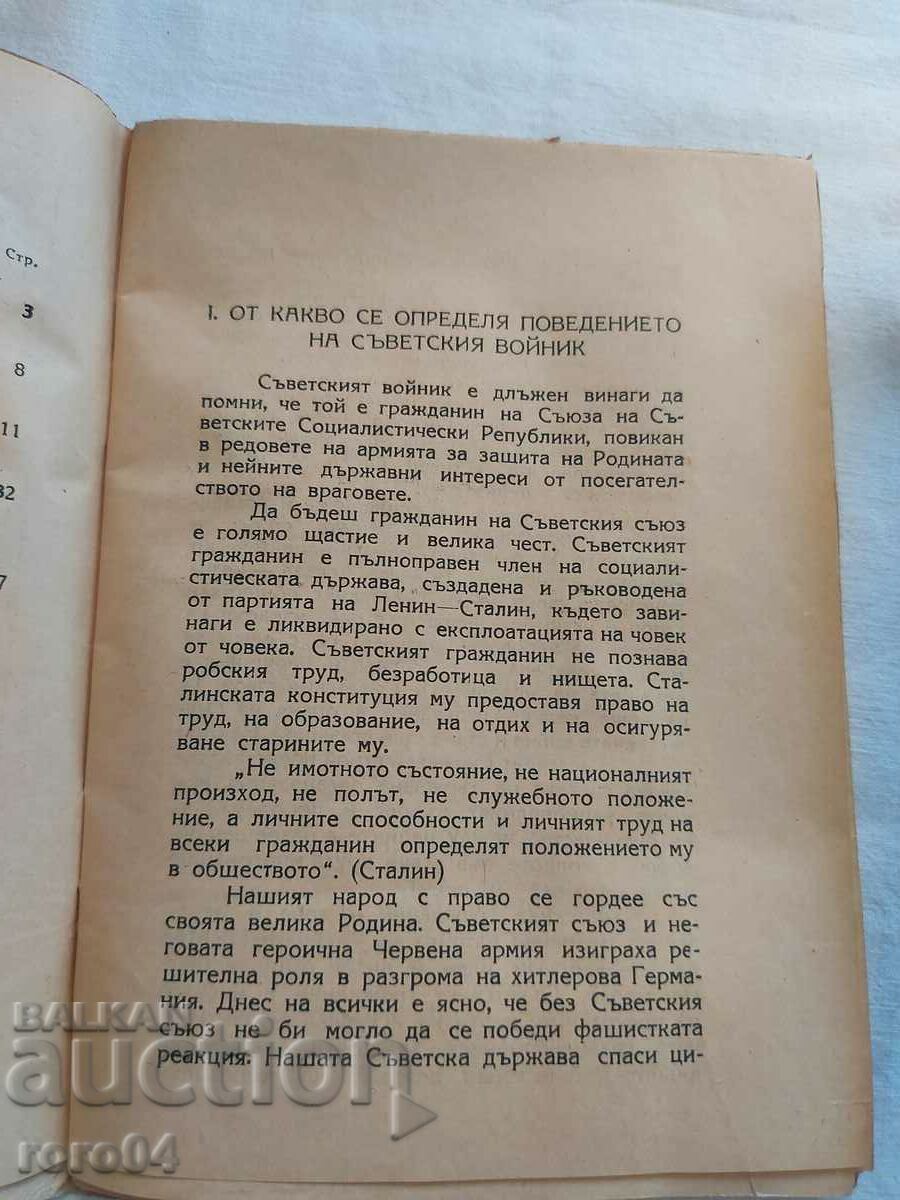 Стр.
3
8
11
32
7
I. ОТ КАКВО СЕ ОПРЕДЕЛЯ ПОВЕДЕНИЕТО
НА СЪВЕТСКИЯ ВОЙНИК
Съветският войник е длъжен винаги да
помни, че той е гражданин на Съюза на Съ-
ветските Социалистически Републики, повикан
в редовете на армията за защита на Родината
и нейните държавни интереси от посегател-
ството на враговете.
Да бъдеш гражданин на Съветския съюз
е голямо щастие и велика чест. Съветският
гражданин е пълноправен член на социали-
стическата държава, създадена и ръководена
от партията на Ленин—Сталин, където зави-
наги е ликвидирано с експлоатацията на човек
от човека. Съветският гражданин не познава
робския труд, безработица и нищета. Ста-
линската конституция му предоставя право на
труд, на образование, на отдих и на осигуря-
ване старините му.
„Не имотното състояние, не националният
произход, не полът, не служебното положе-
ние, а личните способности и личният труд на
всеки гражданин определят положението му
в обществото“. (Сталин)
Нашият народ с право се гордее със
своята велика Родина. Съветският съюз и не-
говата героична Червена армия изиграха ре-
шителна роля в разгрома на хитлерова Герма-
ния. Днес на всички е ясно, че без Съветския
съюз не би могло да се победи фашистката
реакция. Нашата Съветска държава спаси ци-
BALKAN
auction
roro04